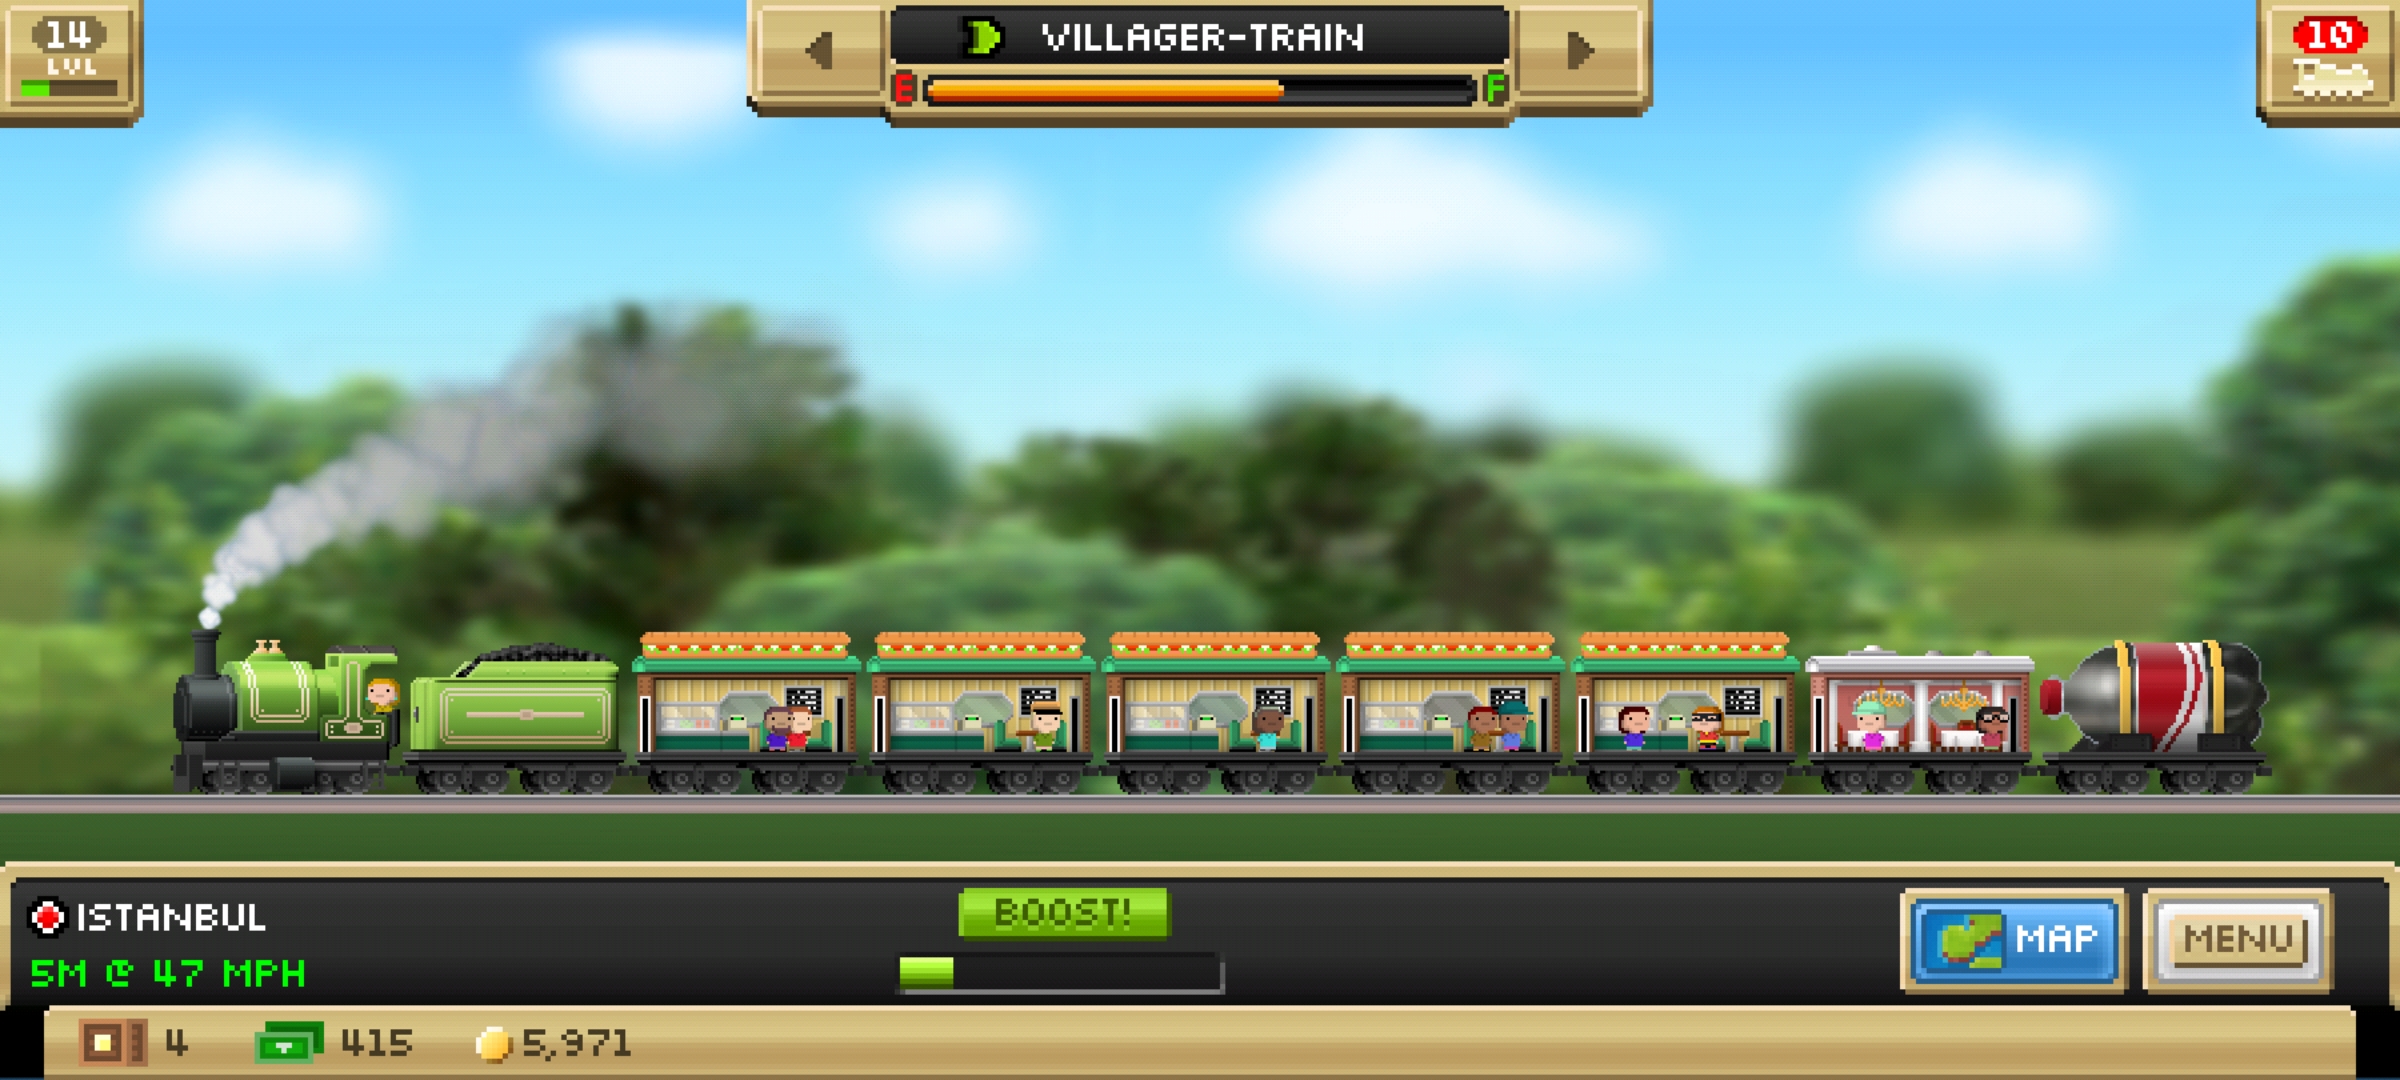 14
LVL
VILLAGER-TRAIN
E F
10
ISTANBUL
5M @ 47 MPH
BOOST!
MAP
MENU
4
415
5,971